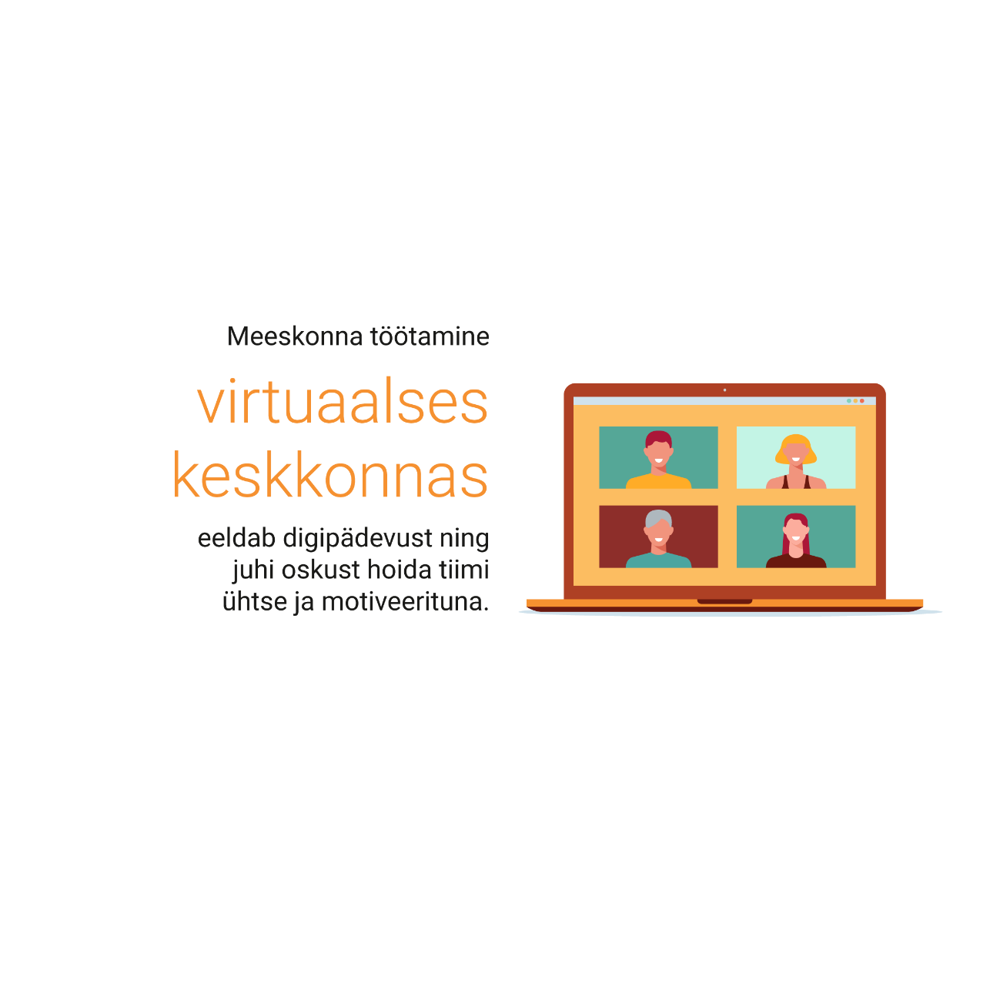 Meeskonna töötamine
virtuaalses
keskkonnas
eeldab digipädevust ning
juhi oskust hoida tiimi
ühtse ja motiveerituna.